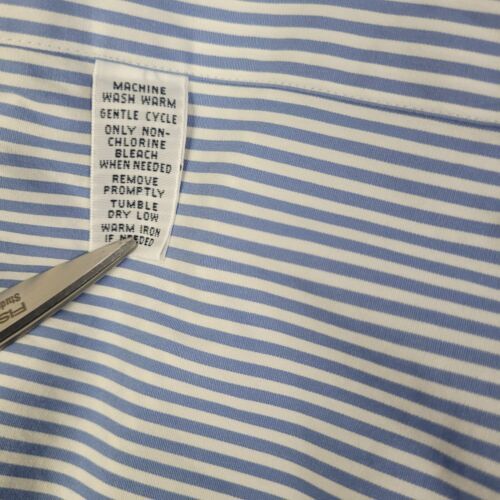 MACHINE
WASH WARM
GENTLE CYCLE
ONLY NON-
CHLORINE
BLEACH
WHEN NEEDED
REMOVE
PROMPTLY
TUMBLE
DRY LOW
WARM IRON
IF NEEDED